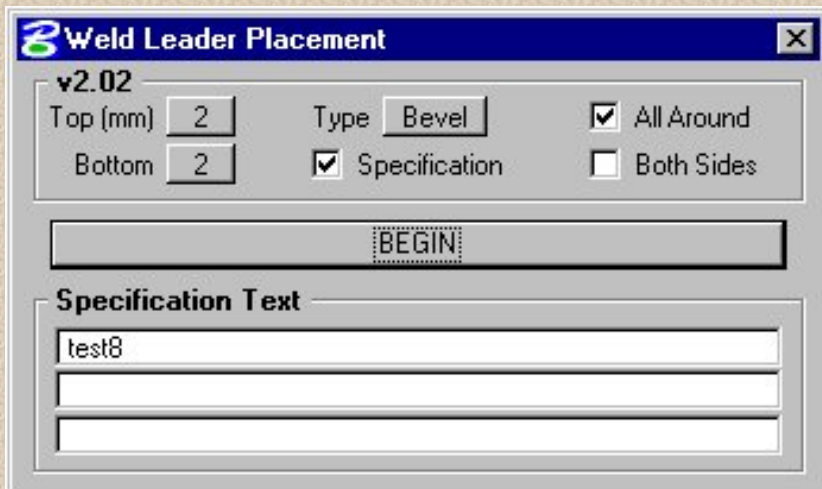 Weld Leader Placement
v2.02
Top (mm) 2 Type Bevel All Around
Bottom 2 Specification Both Sides
BEGIN
Specification Text
test8